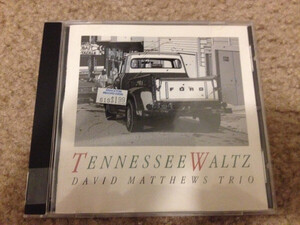 FORD
TENNESSEE WALTZ
DAVID MATTHEWS TRIO